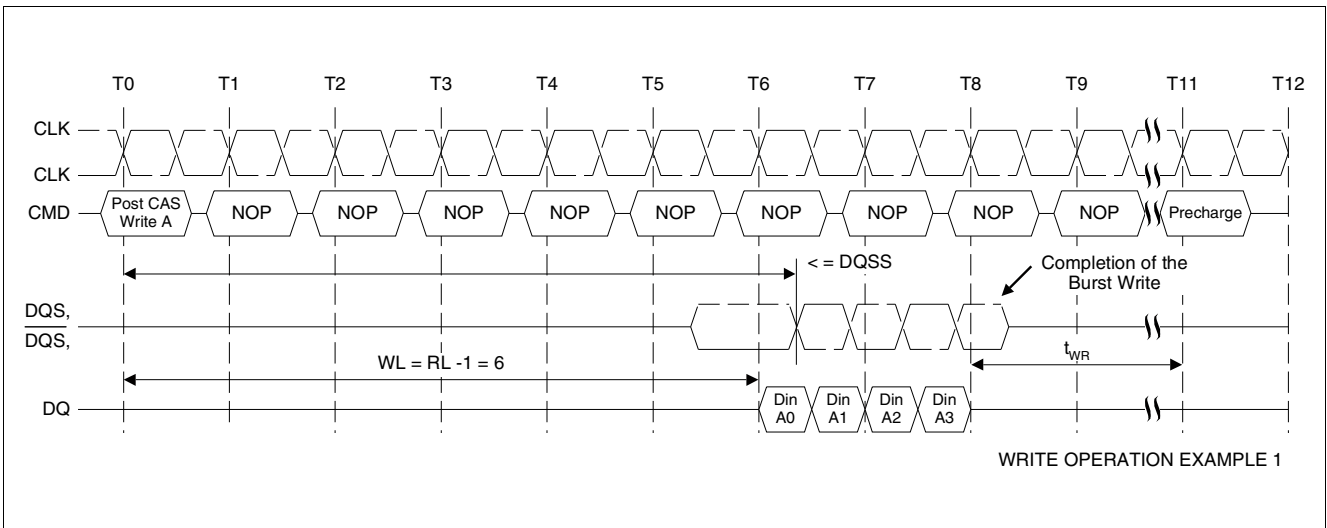 T0 T1 T2 T3 T4 T5 T6 T7 T8 T9 T11 T12
CLK
CLK
CMD Post CAS Write A NOP NOP NOP NOP NOP NOP NOP NOP NOP Precharge
< = DQSS
Completion of the
Burst Write
DQS,
DQS,
WL = RL -1 = 6
tWR
DQ Din A0 Din A1 Din A2 Din A3
WRITE OPERATION EXAMPLE 1